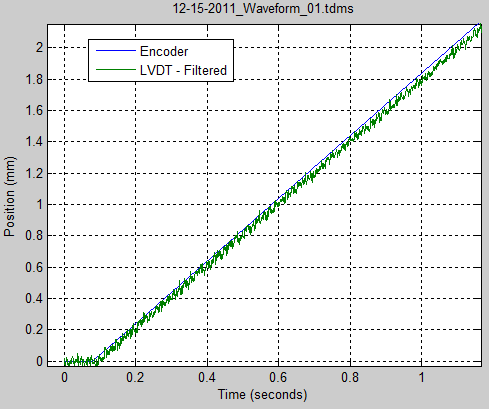 12-15-2011_Waveform_01.tdms
Encoder
LVDT - Filtered
Position (mm)
2
1.8
1.6
1.4
1.2
1
0.8
0.6
0.4
0.2
0
0 0.2 0.4 0.6 0.8 1
Time (seconds)